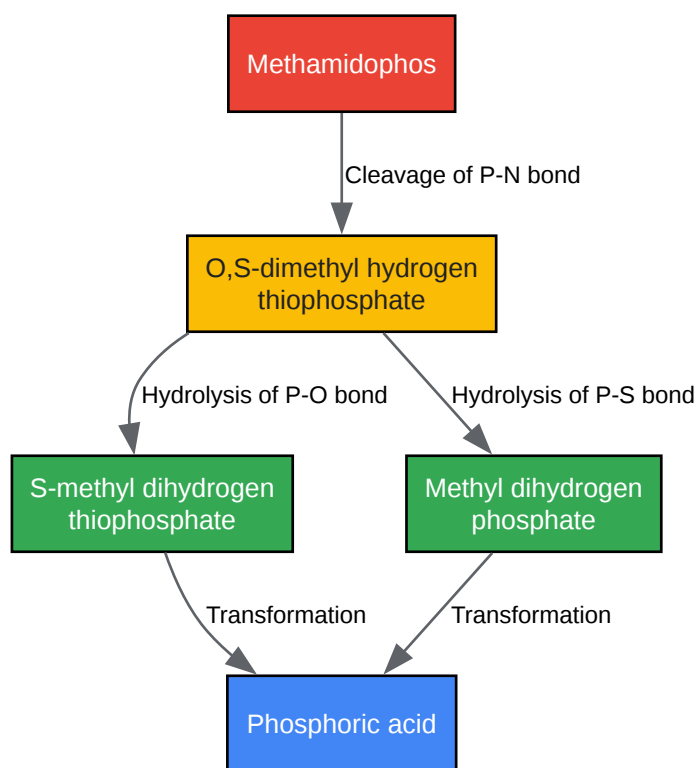 Methamidophos
Cleavage of P-N bond
O,S-dimethyl hydrogen
thiophosphate
Hydrolysis of P-O bond
Hydrolysis of P-S bond
S-methyl dihydrogen
thiophosphate
Methyl dihydrogen
phosphate
Transformation
Transformation
Phosphoric acid